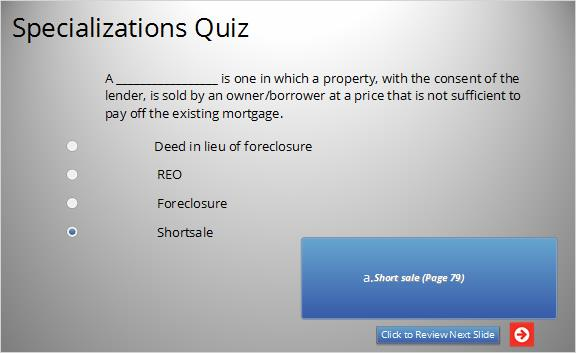 Specializations Quiz
A _________________ is one in which a property, with the consent of the
lender, is sold by an owner/borrower at a price that is not sufficient to
pay off the existing mortgage.
Deed in lieu of foreclosure
REO
Foreclosure
Shortsale
a.Short sale (Page 79)
Click to Review Next Slide